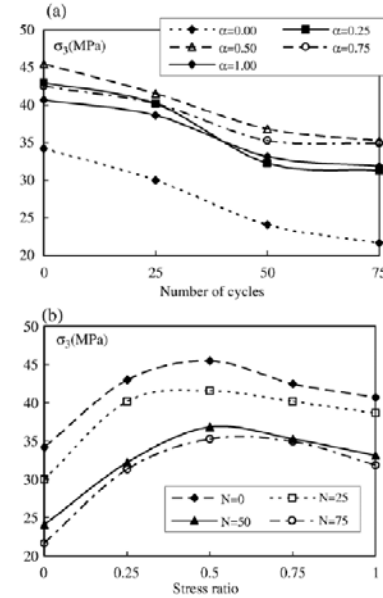 (a)
σ₃(MPa)
α=0.00 α=0.25
α=0.50 α=0.75
α=1.00
50
45
40
35
30
25
20
0 25 50 75
Number of cycles
(b)
σ₃(MPa)
50
45
40
35
30
25
20
N=0 N=25
N=50 N=75
0 0.25 0.5 0.75 1
Stress ratio